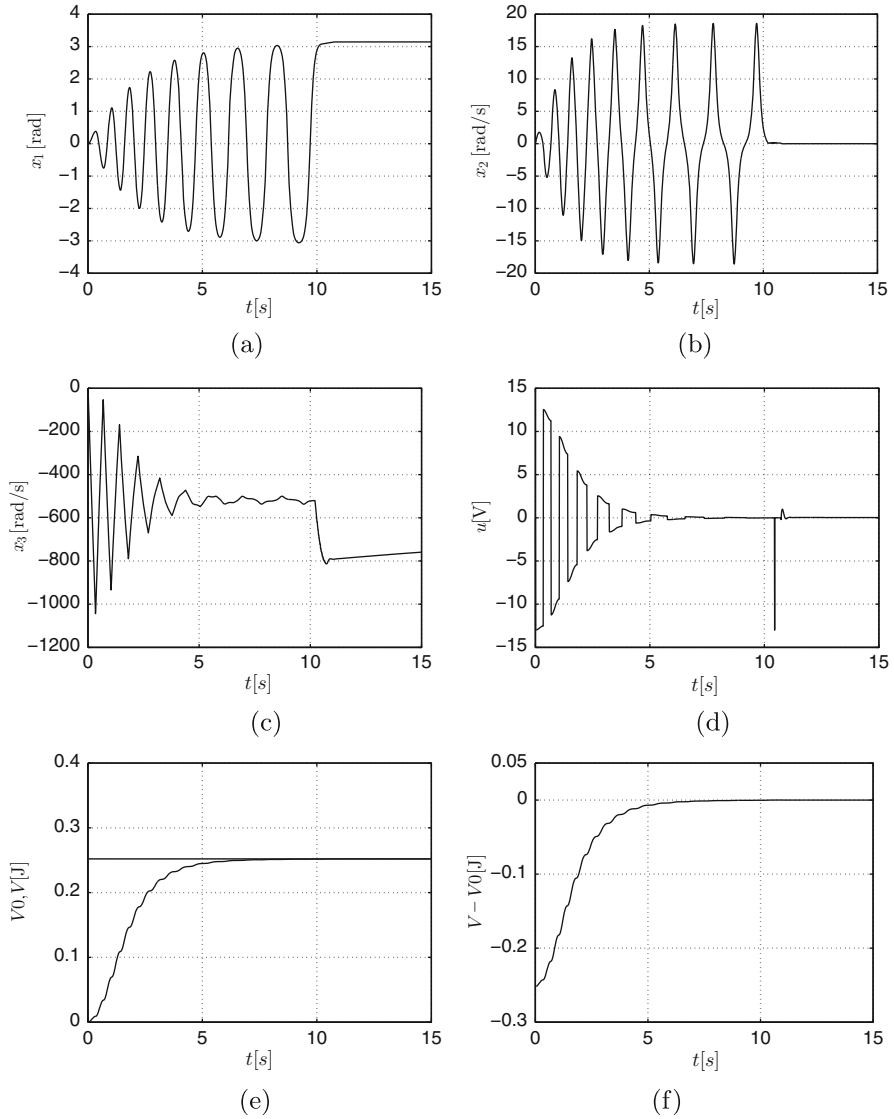 4
3
2
1
0
−1
−2
−3
−4
x₁ [rad]
0 5 10 15
t[s]
(a)
20
15
10
5
0
−5
−10
−15
−20
x₂ [rad/s]
0 5 10 15
t[s]
(b)
0
−200
−400
−600
−800
−1000
−1200
x₃ [rad/s]
0 5 10 15
t[s]
(c)
15
10
5
0
−5
−10
−15
u[V]
0 5 10 15
t[s]
(d)
0.4
0.3
0.2
0.1
0
V0,V[J]
0 5 10 15
t[s]
(e)
0.05
0
−0.1
−0.2
−0.3
V − V0[J]
0 5 10 15
t[s]
(f)